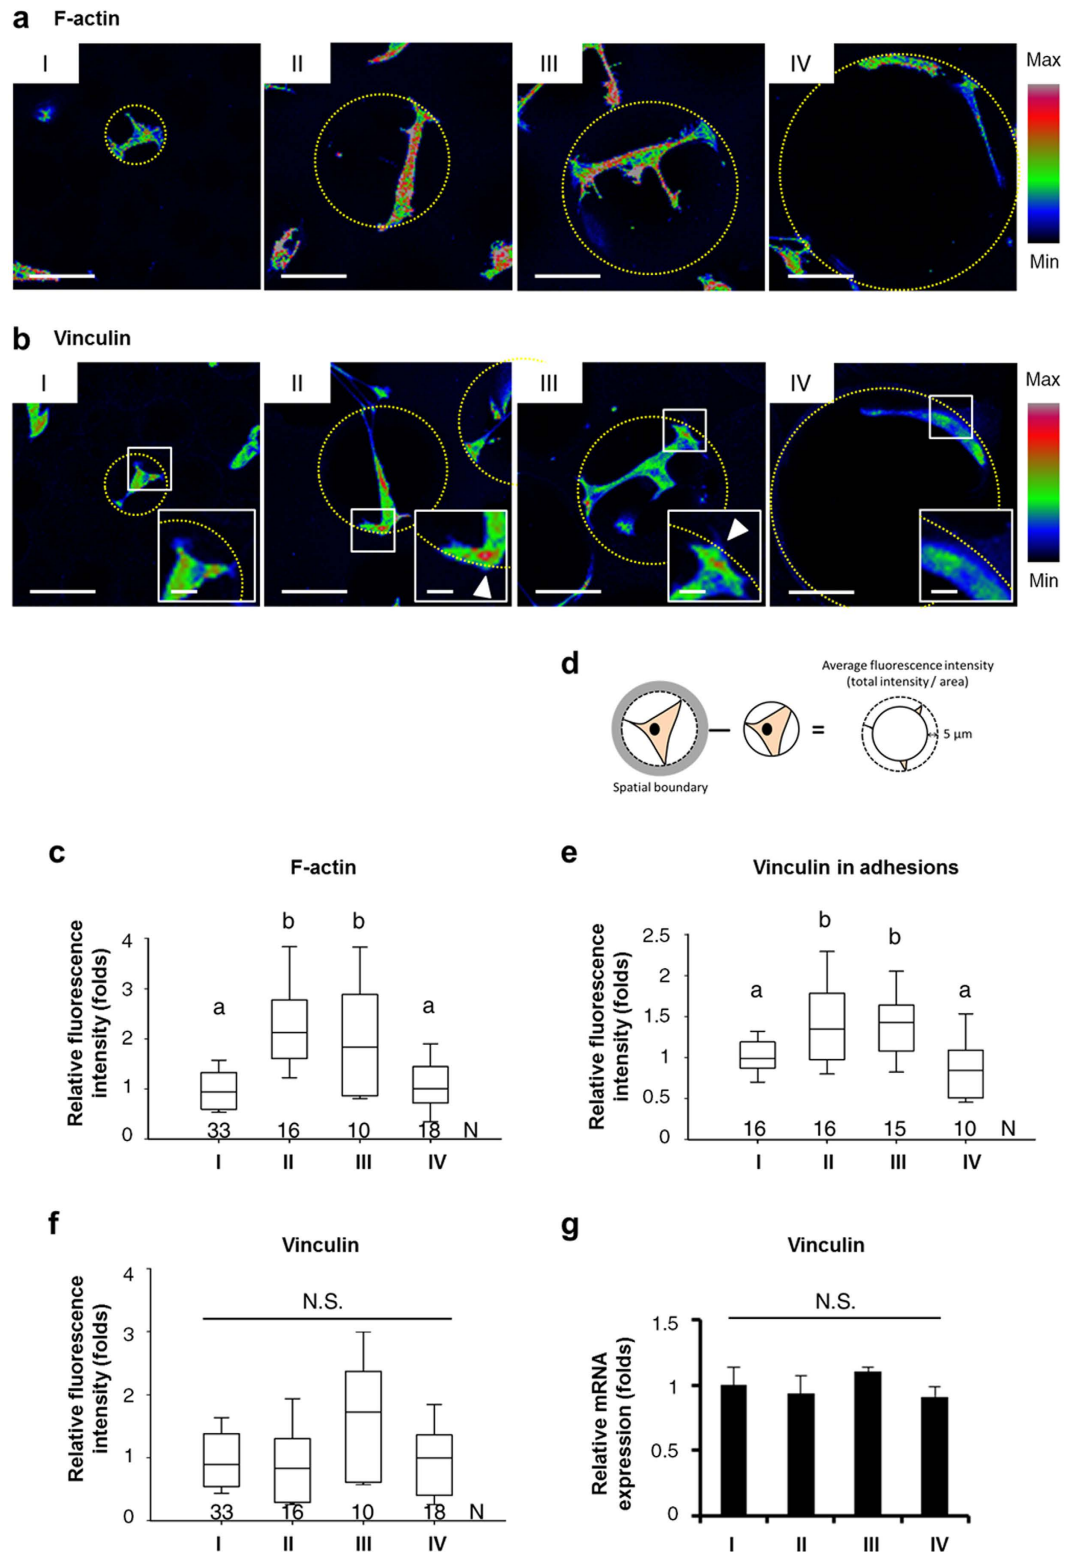 a F-actin
I II III IV Max
Min
b Vinculin
I II III IV Max
Min
d
Average fluorescence intensity
(total intensity / area)
= 5 µm
Spatial boundary
c
F-actin
Relative fluorescence
intensity (folds)
4
3
2
1
0
a b b a
33 16 10 18 N
I II III IV
e
Vinculin in adhesions
Relative fluorescence
intensity (folds)
2.5
2
1.5
1
0.5
0
a b b a
16 16 15 10 N
I II III IV
f
Vinculin
Relative fluorescence
intensity (folds)
4
3
2
1
0
N.S.
33 16 10 18 N
I II III IV
g
Vinculin
Relative mRNA
expression (folds)
1.5
1
0.5
0
N.S.
I II III IV